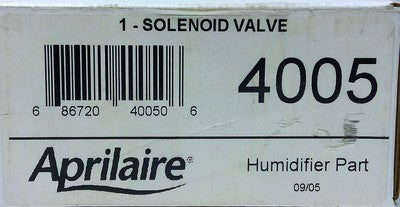 1 - SOLENOID VALVE
6 86720 40050 6
4005
Aprilaire®
Humidifier Part
09/05